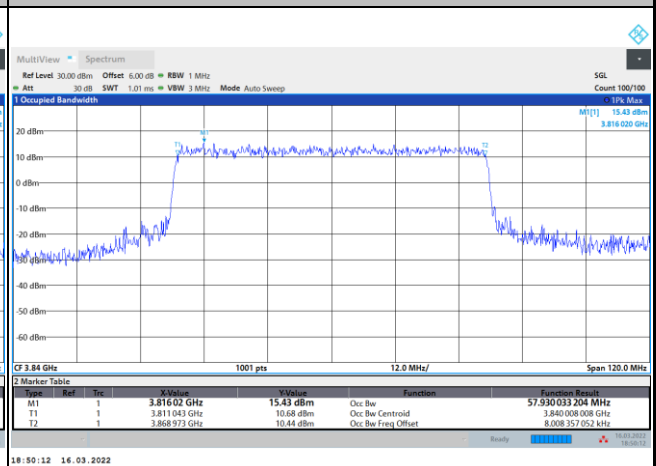 MultiView Spectrum
Ref Level 30.00 dBm Offset 6.00 dB RBW 1 MHz SGL
Att 30 dB SWT 1.01 ms VBW 3 MHz Mode Auto Sweep Count 100/100
1 Occupied Bandwidth 1Pk Max
M1[1] 15.43 dBm
3.816 020 GHz
20 dBm
M1
T1 T2
10 dBm
0 dBm
-10 dBm
-20 dBm
-30 dBm
-40 dBm
-50 dBm
-60 dBm
CF 3.84 GHz 1001 pts 12.0 MHz/ Span 120.0 MHz
2 Marker Table
Type Ref Trc X-Value Y-Value Function Function Result
M1 1 3.816 02 GHz 15.43 dBm Occ Bw 57.930 033 204 MHz
T1 1 3.811 043 GHz 10.68 dBm Occ Bw Centroid 3.840 008 008 GHz
T2 1 3.868 973 GHz 10.44 dBm Occ Bw Freq Offset 8.008 357 052 kHz
Ready 16.03.2022
18:50:12
18:50:12 16.03.2022